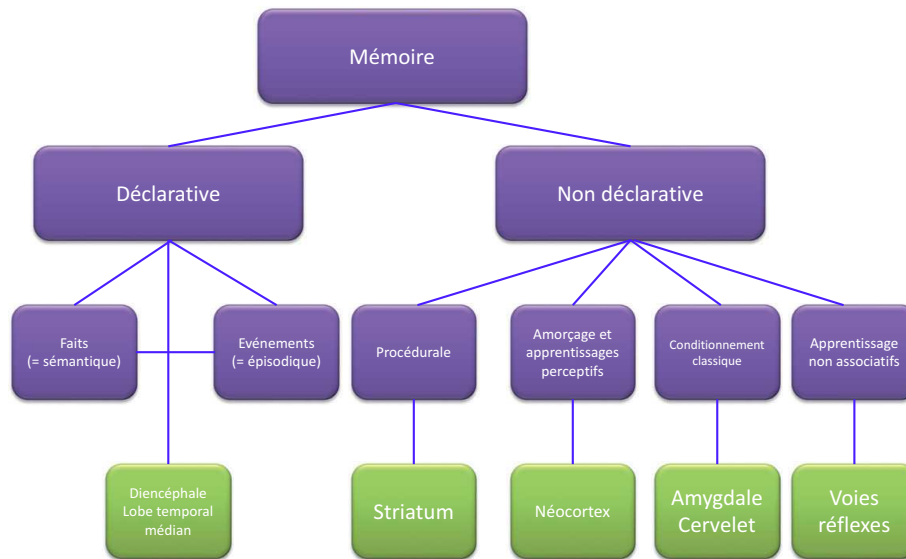 Mémoire
Déclarative
Non déclarative
Faits
(= sémantique)
Evénements
(= épisodique)
Procédurale
Amorçage et
apprentissages
perceptifs
Conditionnement
classique
Apprentissage
non associatifs
Diencéphale
Lobe temporal
médian
Striatum
Néocortex
Amygdale
Cervelet
Voies
réflexes